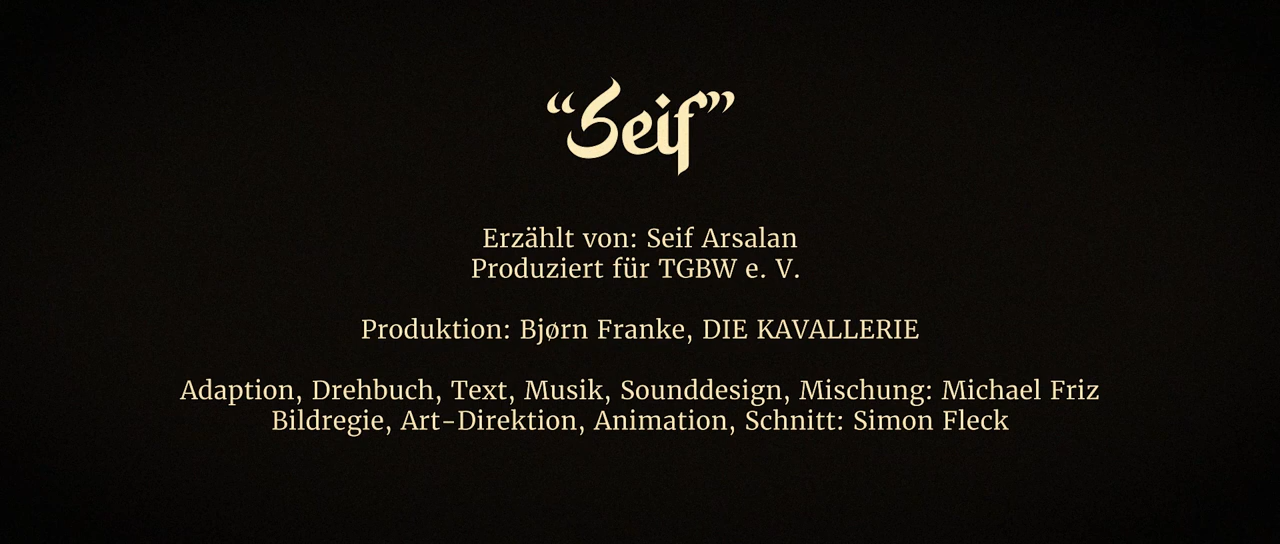 “Seif”
Erzählt von: Seif Arsalan
Produziert für TGBW e. V.
Produktion: Bjørn Franke, DIE KAVALLERIE
Adaption, Drehbuch, Text, Musik, Sounddesign, Mischung: Michael Friz
Bildregie, Art-Direktion, Animation, Schnitt: Simon Fleck